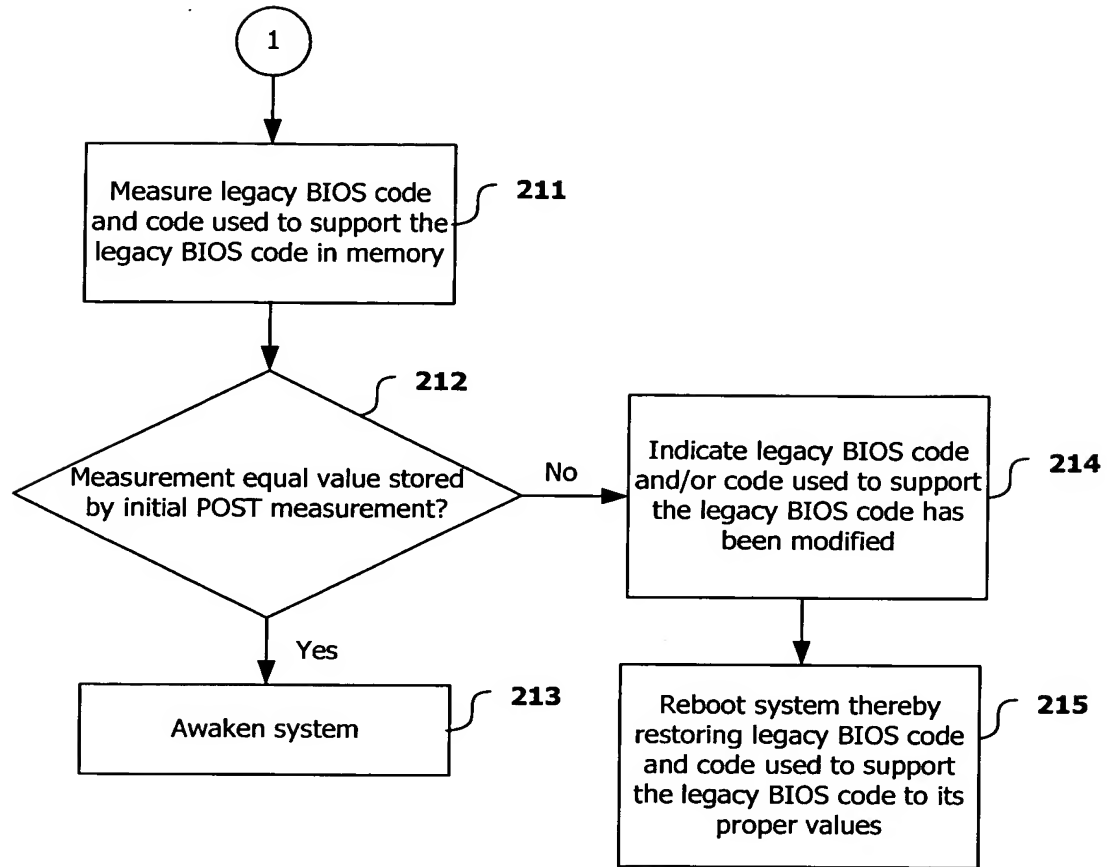 1
Measure legacy BIOS code
and code used to support the
legacy BIOS code in memory
211
212
Measurement equal value stored
by initial POST measurement?
No
Indicate legacy BIOS code
and/or code used to support
the legacy BIOS code has
been modified
214
Yes
Awaken system
213
Reboot system thereby
restoring legacy BIOS code
and code used to support
the legacy BIOS code to its
proper values
215